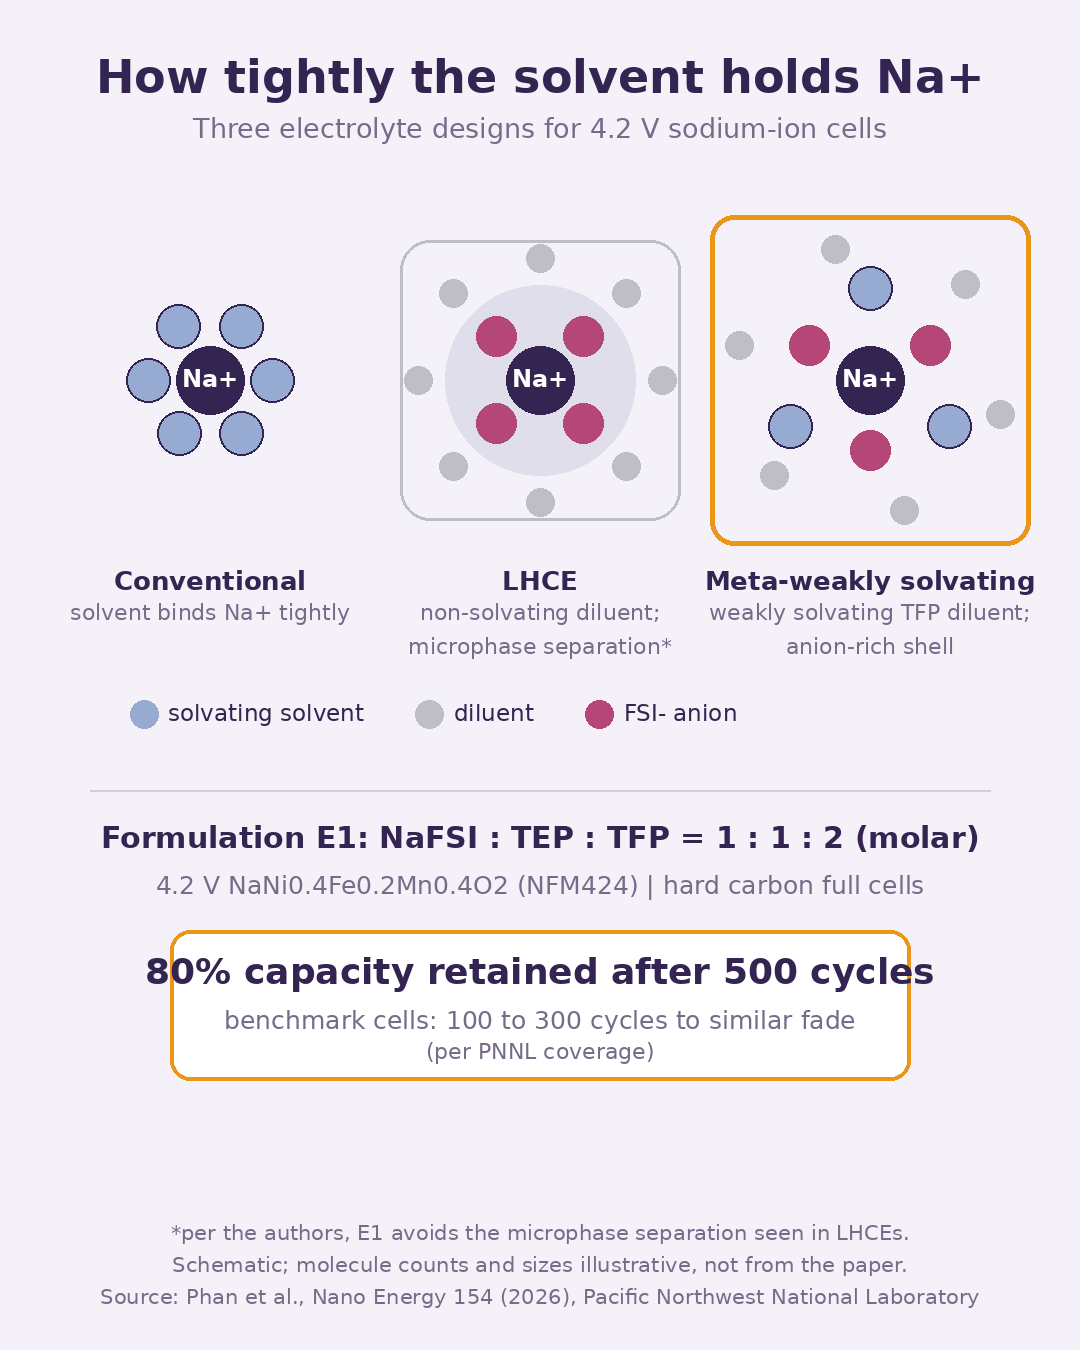 How tightly the solvent holds Na+
Three electrolyte designs for 4.2 V sodium-ion cells
Na+
Na+
Na+
Conventional
solvent binds Na+ tightly
LHCE
non-solvating diluent;
microphase separation*
Meta-weakly solvating
weakly solvating TFP diluent;
anion-rich shell
solvating solvent
diluent
FSI- anion
Formulation E1: NaFSI : TEP : TFP = 1 : 1 : 2 (molar)
4.2 V NaNi0.4Fe0.2Mn0.4O2 (NFM424) | hard carbon full cells
80% capacity retained after 500 cycles
benchmark cells: 100 to 300 cycles to similar fade
(per PNNL coverage)
*per the authors, E1 avoids the microphase separation seen in LHCEs.
Schematic; molecule counts and sizes illustrative, not from the paper.
Source: Phan et al., Nano Energy 154 (2026), Pacific Northwest National Laboratory